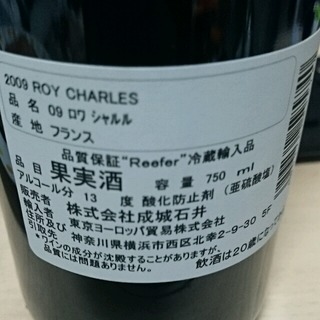 2009 ROY CHARLES
品 名 09 ロワ シャルル
産 地 フランス
品質保証"Reefer"冷蔵輸入品
品目 果実酒 容 量 750 ml
アルコール分 13 度 酸化防止剤 (亜硫酸塩)
販売者 株式会社成城石井
輸入者 東京ヨーロッパ貿易株式会社
住所及び 神奈川県横浜市西区北幸2-9-30 5F
引取先
*ワインの成分が沈殿することがありますが、
品質には問題ありません。 飲酒は20歳になっ